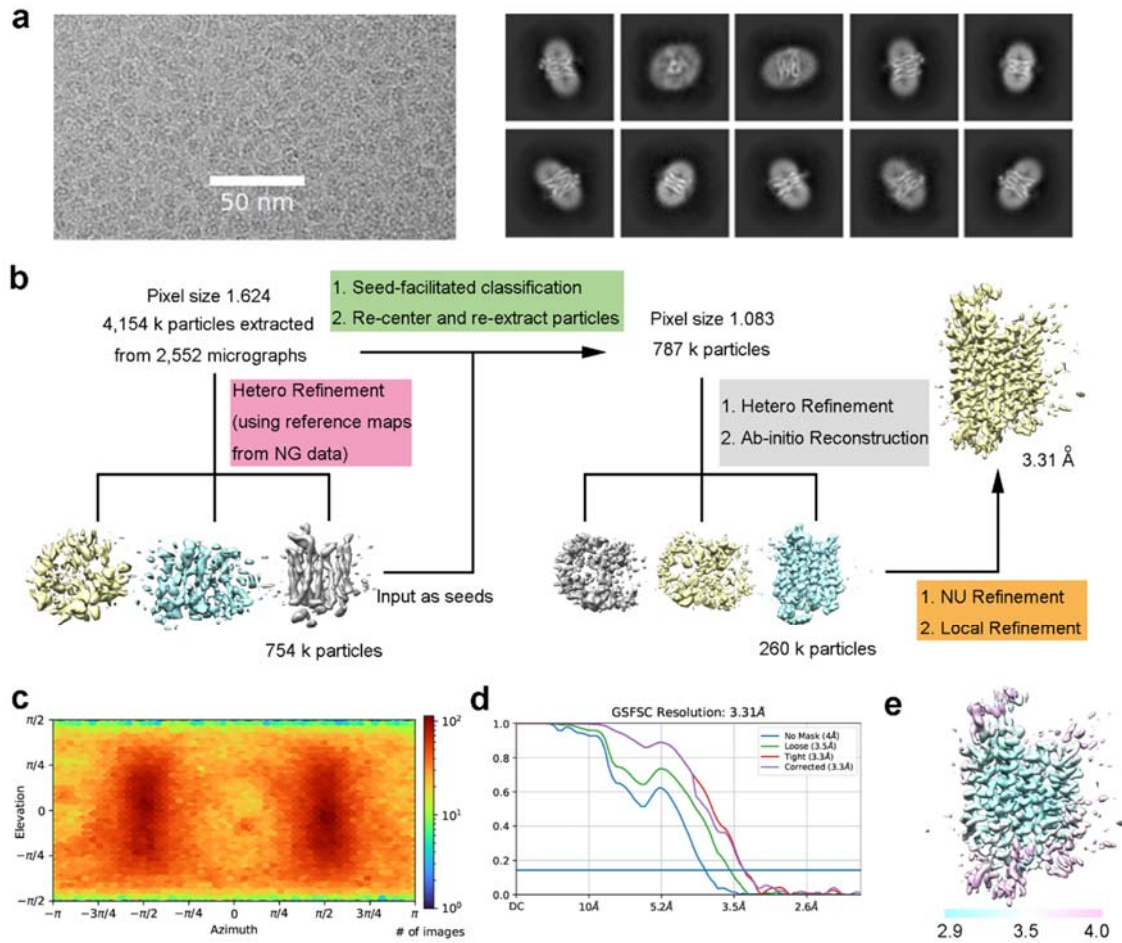 a
50 nm
b
Pixel size 1.624
4,154 k particles extracted
from 2,552 micrographs
1. Seed-facilitated classification
2. Re-center and re-extract particles
Pixel size 1.083
787 k particles
Hetero Refinement
(using reference maps
from NG data)
1. Hetero Refinement
2. Ab-initio Reconstruction
3.31 Å
Input as seeds
754 k particles
260 k particles
1. NU Refinement
2. Local Refinement
c
π/2
π/4
0
−π/4
−π/2
Elevation
−π
−3π/4
−π/2
−π/4
0
π/4
π/2
3π/4
π
Azimuth
10²
10¹
10⁰
# of images
d
GSFSC Resolution: 3.31Å
1.0
0.8
0.6
0.4
0.2
0.0
No Mask (4Å)
Loose (3.5Å)
Tight (3.3Å)
Corrected (3.3Å)
DC
10Å
5.2Å
3.5Å
2.6Å
e
2.9
3.5
4.0